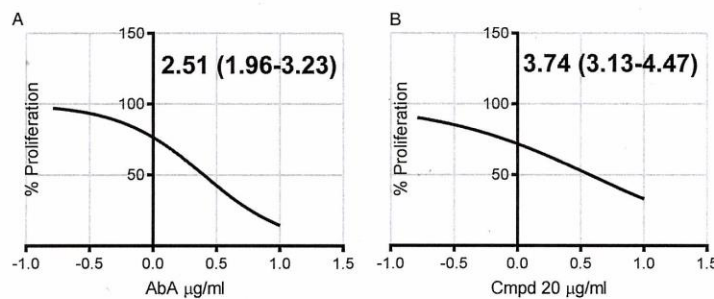 A
150
2.51 (1.96-3.23)
100
50
% Proliferation
-1.0 -0.5 0.0 0.5 1.0 1.5
AbA µg/ml
B
150
3.74 (3.13-4.47)
100
50
% Proliferation
-1.0 -0.5 0.0 0.5 1.0 1.5
Cmpd 20 µg/ml